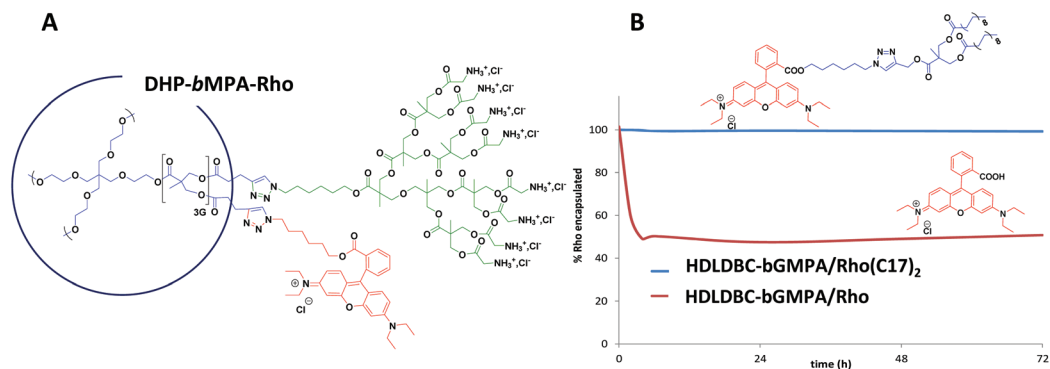 A
DHP-bMPA-Rho
NH₃⁺,Cl⁻
NH₃⁺,Cl⁻
NH₃⁺,Cl⁻
NH₃⁺,Cl⁻
NH₃⁺,Cl⁻
NH₃⁺,Cl⁻
NH₃⁺,Cl⁻
NH₃⁺,Cl⁻
3G
Cl
B
COO
N=N
N
Cl
8
8
COOH
Cl
% Rho encapsulated
100
80
60
40
20
0
HDLDBC-bGMPA/Rho(C17)₂
HDLDBC-bGMPA/Rho
0
24
48
72
time (h)